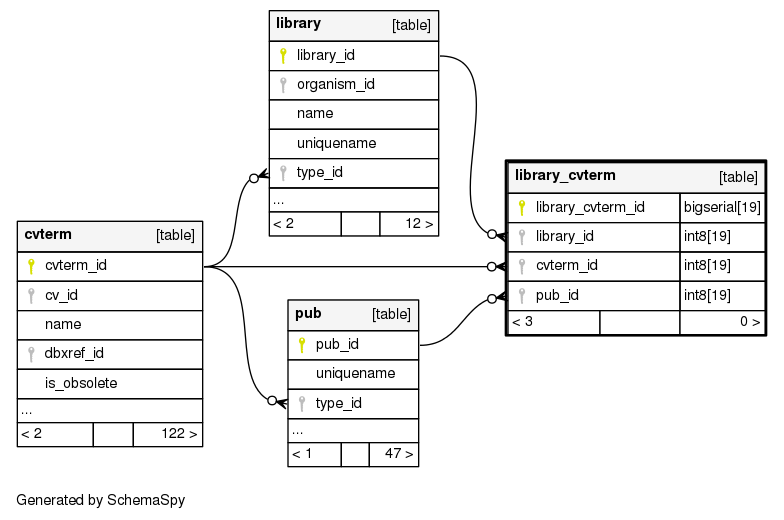 library [table]
library_id
organism_id
name
uniquename
type_id
...
< 2 12 >
library_cvterm [table]
library_cvterm_id bigserial[19]
library_id int8[19]
cvterm_id int8[19]
pub_id int8[19]
< 3 0 >
cvterm [table]
cvterm_id
cv_id
name
dbxref_id
is_obsolete
...
< 2 122 >
pub [table]
pub_id
uniquename
type_id
...
< 1 47 >
Generated by SchemaSpy